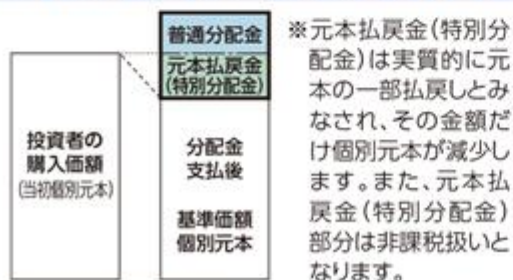 普通分配金
元本払戻金
(特別分配金)
投資者の
購入価額
(当初個別元本)
分配金
支払後
基準価額
個別元本
※元本払戻金(特別分
配金)は実質的に元
本の一部払戻しとみ
なされ、その金額だ
け個別元本が減少し
ます。また、元本払
戻金(特別分配金)
部分は非課税扱いと
なります。